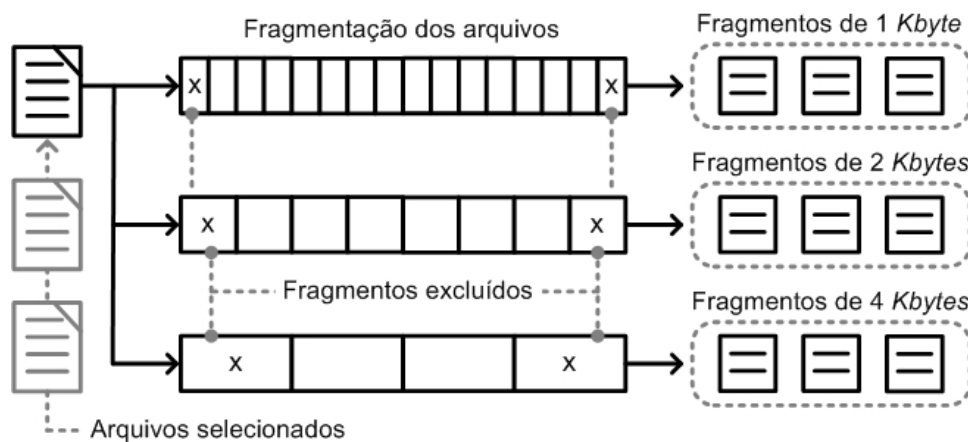 Fragmentação dos arquivos
Fragmentos de 1 Kbyte
x x
Fragmentos de 2 Kbytes
x x
Fragmentos excluídos
Fragmentos de 4 Kbytes
x x
Arquivos selecionados